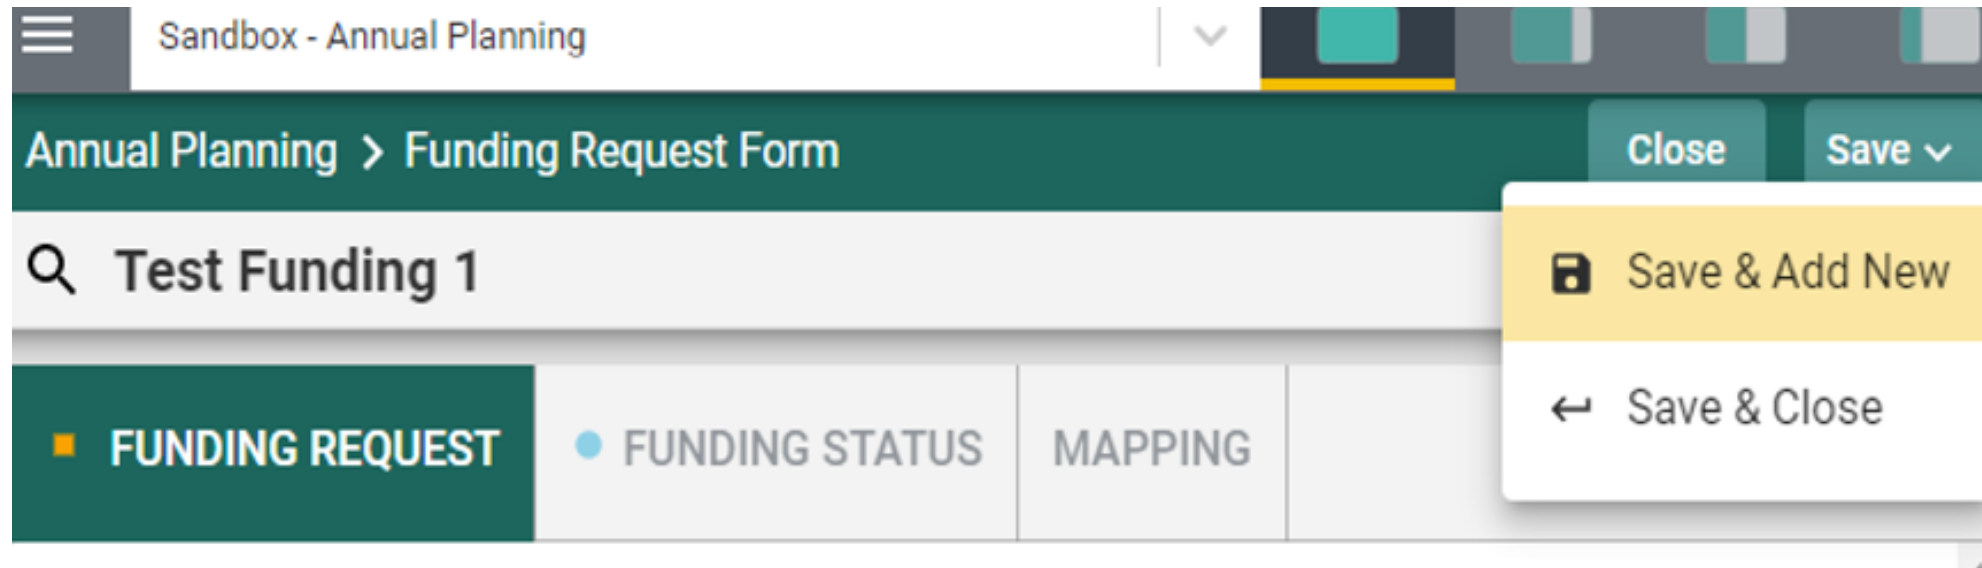 Sandbox - Annual Planning
Annual Planning > Funding Request Form
Close
Save
Test Funding 1
Save & Add New
Save & Close
FUNDING REQUEST
FUNDING STATUS
MAPPING